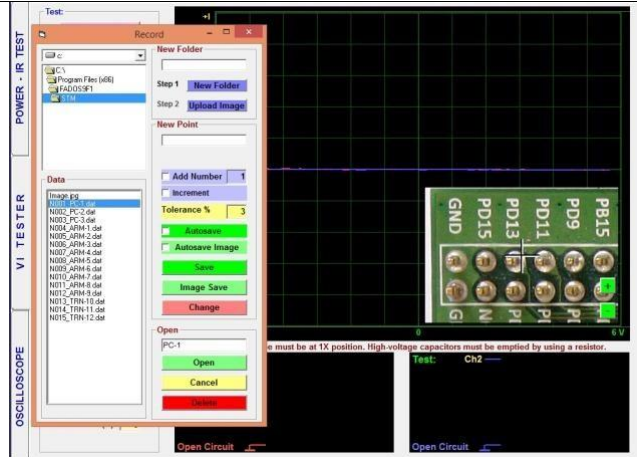 Test:
+I
Record
POWER - IR TEST
VI TESTER
OSCILLOSCOPE
c:
C:\
Program Files (x86)
FADOS9F1
STM
New Folder
Step 1 New Folder
Step 2 Upload Image
New Point
Add Number 1
Increment
Tolerance % 3
Autosave
Autosave Image
Save
Image Save
Change
Data
Image.jpg
N001_PC-1.dat
N002_PC-2.dat
N003_PC-3.dat
N004_ARM-1.dat
N005_ARM-2.dat
N006_ARM-3.dat
N007_ARM-4.dat
N008_ARM-5.dat
N009_ARM-6.dat
N010_ARM-7.dat
N011_ARM-8.dat
N012_ARM-9.dat
N013_TRN-10.dat
N014_TRN-11.dat
N015_TRN-12.dat
Open
PC-1
Open
Cancel
Delete
GND
PD15
PD13
PD11
PD9
PB15
+
-
0
6 V
e must be at 1X position. High-voltage capacitors must be emptied by using a resistor.
Test: Ch2
Open Circuit
Open Circuit